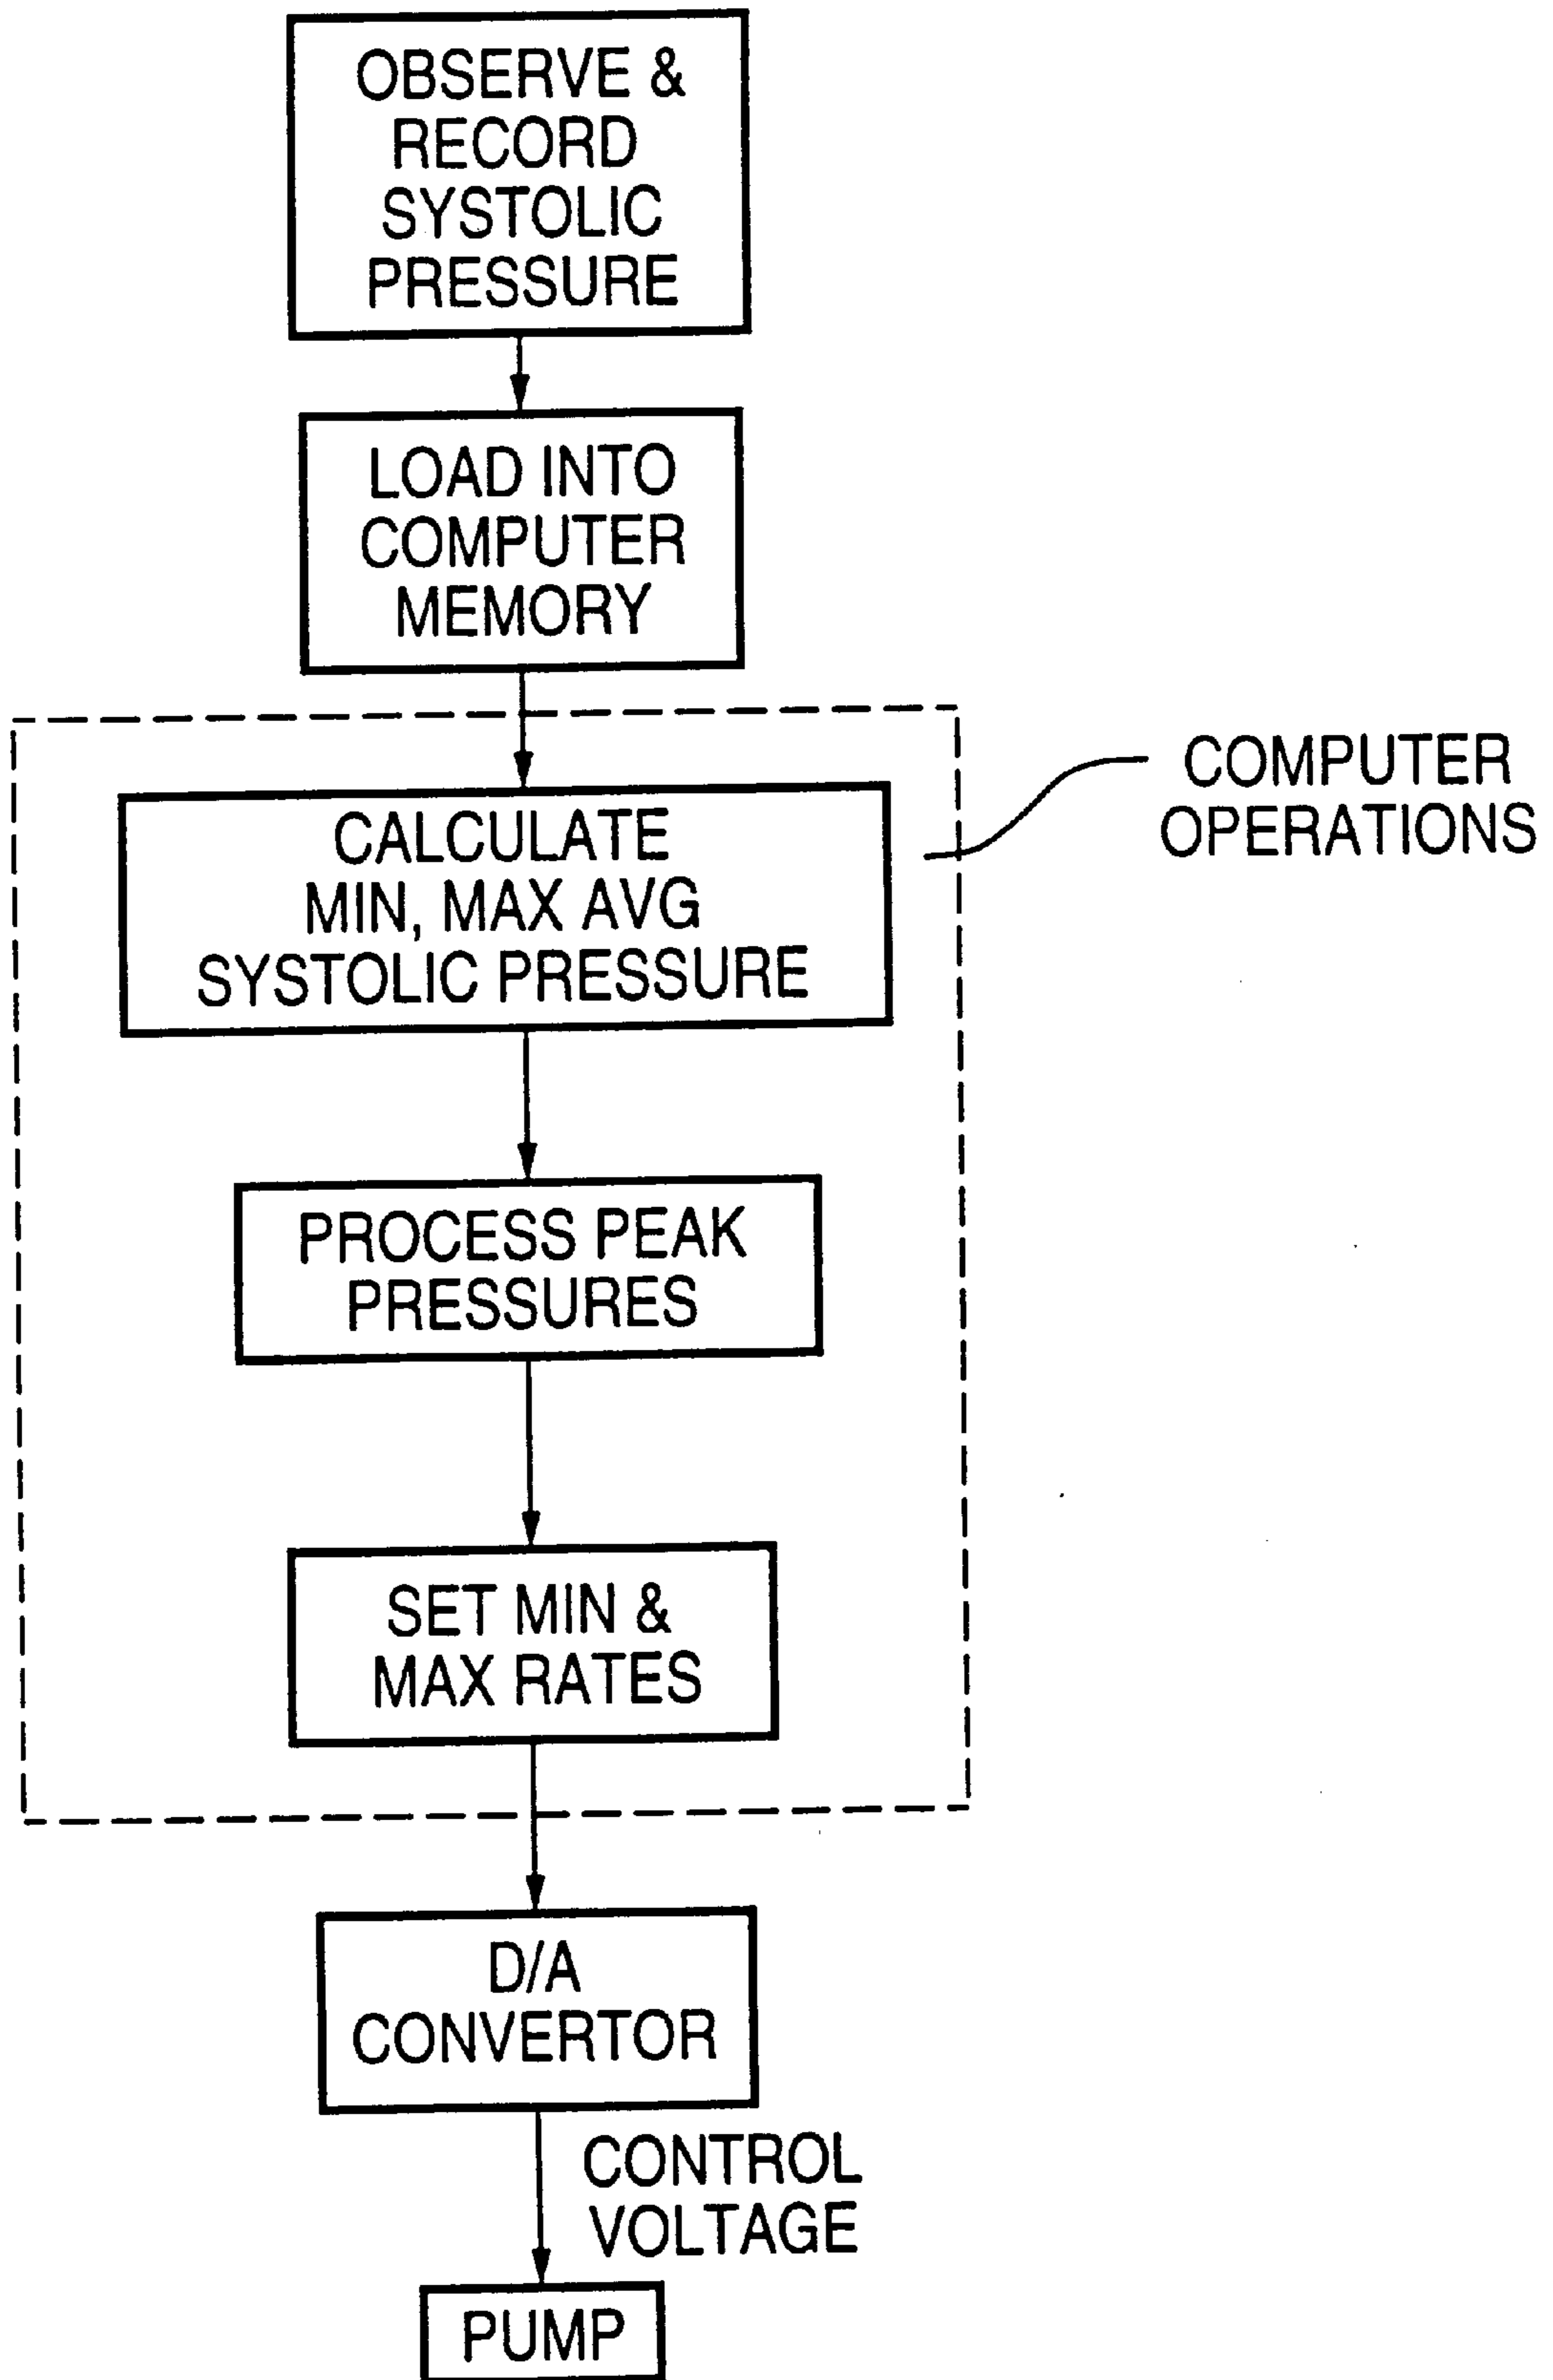 OBSERVE &
RECORD
SYSTOLIC
PRESSURE
LOAD INTO
COMPUTER
MEMORY
COMPUTER
OPERATIONS
CALCULATE
MIN, MAX AVG
SYSTOLIC PRESSURE
PROCESS PEAK
PRESSURES
SET MIN &
MAX RATES
D/A
CONVERTOR
CONTROL
VOLTAGE
PUMP